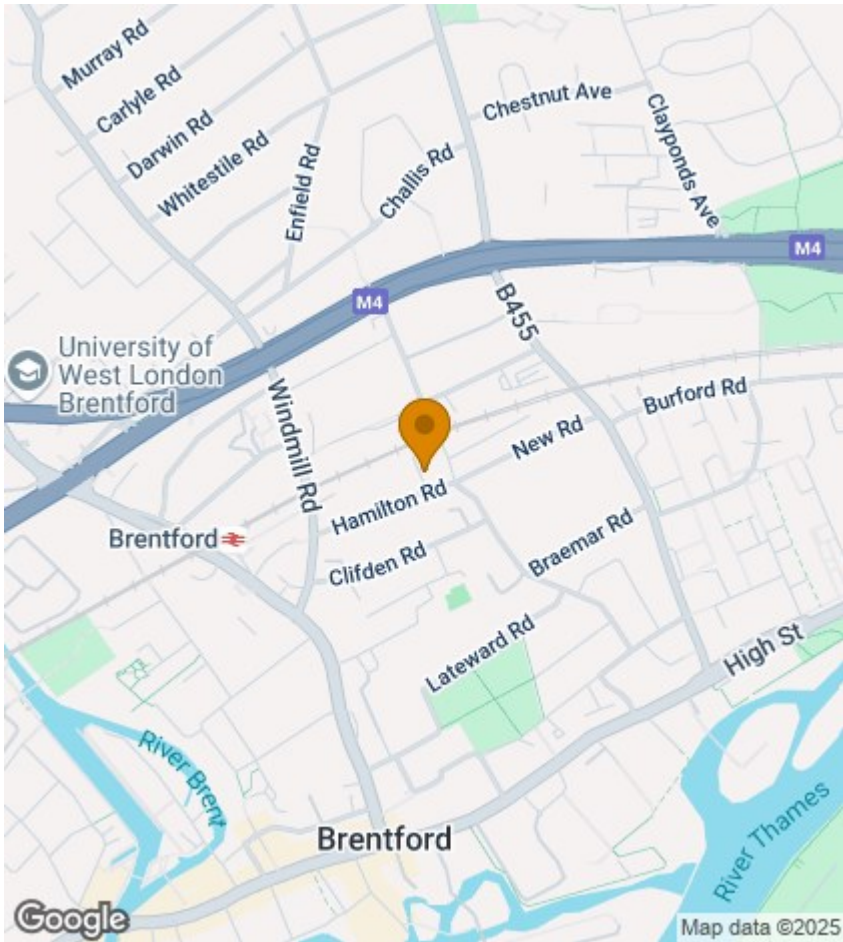 Murray Rd
Carlyle Rd
Darwin Rd
Whitestile Rd
Enfield Rd
Challis Rd
Chestnut Ave
Clayponds Ave
M4
M4
B455
University of
West London
Brentford
Windmill Rd
Burford Rd
New Rd
Hamilton Rd
Brentford
Clifden Rd
Braemar Rd
Lateward Rd
High St
River Brent
River Thames
Brentford
Google
Map data ©2025